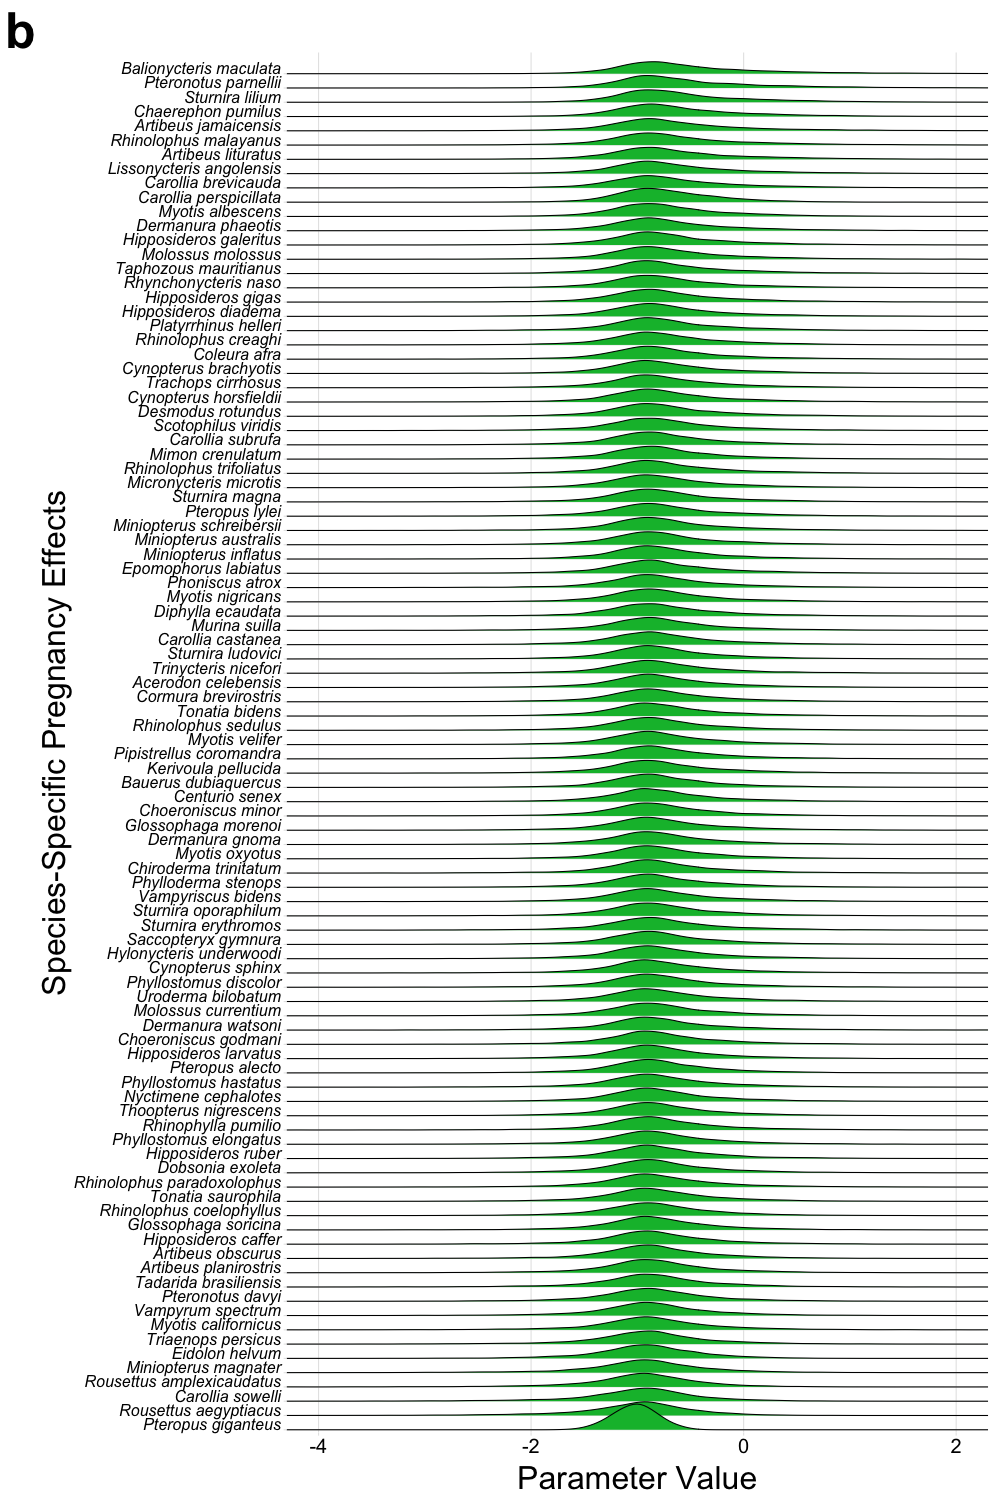 b
Balionycteris maculata
Pteronotus parnellii
Sturnira lilium
Chaerephon pumilus
Artibeus jamaicensis
Rhinolophus malayanus
Artibeus lituratus
Lissonycteris angolensis
Carollia brevicauda
Carollia perspicillata
Myotis albescens
Dermanura phaeotis
Hipposideros galeritus
Molossus molossus
Taphozous mauritianus
Rhynchonycteris naso
Hipposideros gigas
Hipposideros diadema
Platyrrhinus helleri
Rhinolophus creaghi
Coleura afra
Cynopterus brachyotis
Trachops cirrhosus
Cynopterus horsfieldii
Desmodus rotundus
Scotophilus viridis
Carollia subrufa
Mimon crenulatum
Rhinolophus trifoliatus
Micronycteris microtis
Sturnira magna
Pteropus lylei
Miniopterus schreibersii
Miniopterus australis
Miniopterus inflatus
Epomophorus labiatus
Phoniscus atrox
Myotis nigricans
Diphylla ecaudata
Murina suilla
Carollia castanea
Sturnira ludovici
Trinycteris nicefori
Acerodon celebensis
Cormura brevirostris
Tonatia bidens
Rhinolophus sedulus
Myotis velifer
Pipistrellus coromandra
Kerivoula pellucida
Bauerus dubiaquercus
Centurio senex
Choeroniscus minor
Glossophaga morenoi
Dermanura gnoma
Myotis oxyotus
Chiroderma trinitatum
Phylloderma stenops
Vampyriscus bidens
Sturnira oporaphilum
Sturnira erythromos
Saccopteryx gymnura
Hylonycteris underwoodi
Cynopterus sphinx
Phyllostomus discolor
Uroderma bilobatum
Molossus currentium
Dermanura watsoni
Choeroniscus godmani
Hipposideros larvatus
Pteropus alecto
Phyllostomus hastatus
Nyctimene cephalotes
Thoopterus nigrescens
Rhinophylla pumilio
Phyllostomus elongatus
Hipposideros ruber
Dobsonia exoleta
Rhinolophus paradoxolophus
Tonatia saurophila
Rhinolophus coelophyllus
Glossophaga soricina
Hipposideros caffer
Artibeus obscurus
Artibeus planirostris
Tadarida brasiliensis
Pteronotus davyi
Vampyrum spectrum
Myotis californicus
Triaenops persicus
Eidolon helvum
Miniopterus magnater
Rousettus amplexicaudatus
Carollia sowelli
Rousettus aegyptiacus
Pteropus giganteus
Species-Specific Pregnancy Effects
-4 -2 0 2
Parameter Value